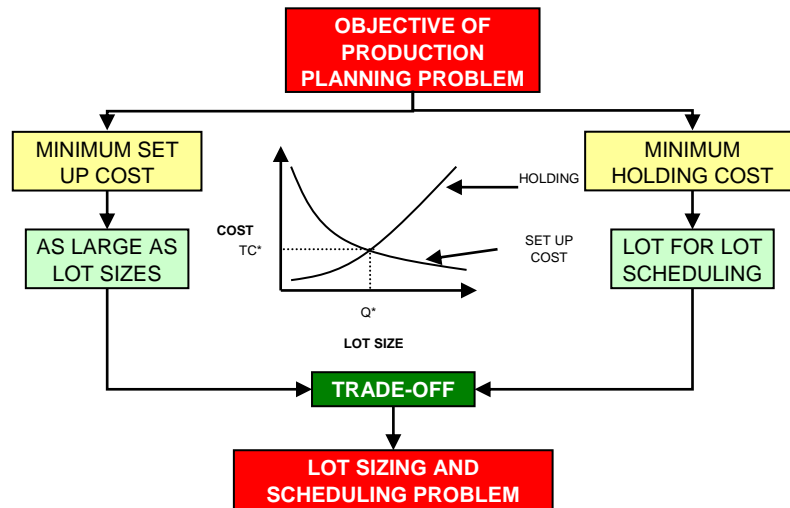 OBJECTIVE OF
PRODUCTION
PLANNING PROBLEM
MINIMUM SET
UP COST
MINIMUM
HOLDING COST
AS LARGE AS
LOT SIZES
COST
TC*
HOLDING
SET UP
COST
Q*
LOT SIZE
LOT FOR LOT
SCHEDULING
TRADE-OFF
LOT SIZING AND
SCHEDULING PROBLEM